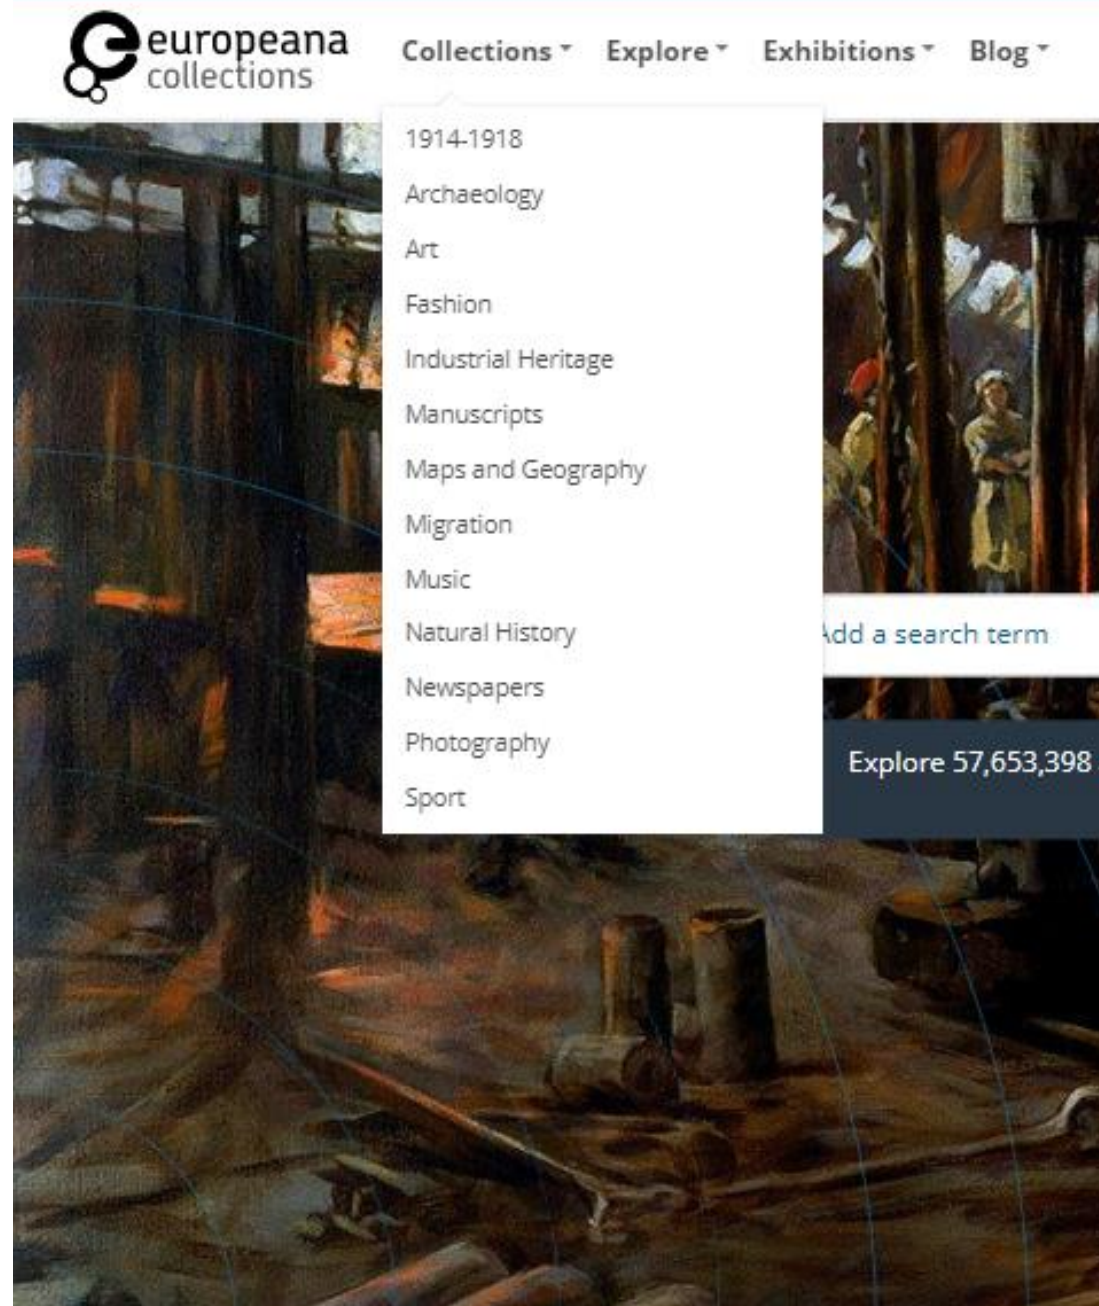 europeana
collections
Collections
Explore
Exhibitions
Blog
1914-1918
Archaeology
Art
Fashion
Industrial Heritage
Manuscripts
Maps and Geography
Migration
Music
Natural History
Newspapers
Photography
Sport
Add a search term
Explore 57,653,398